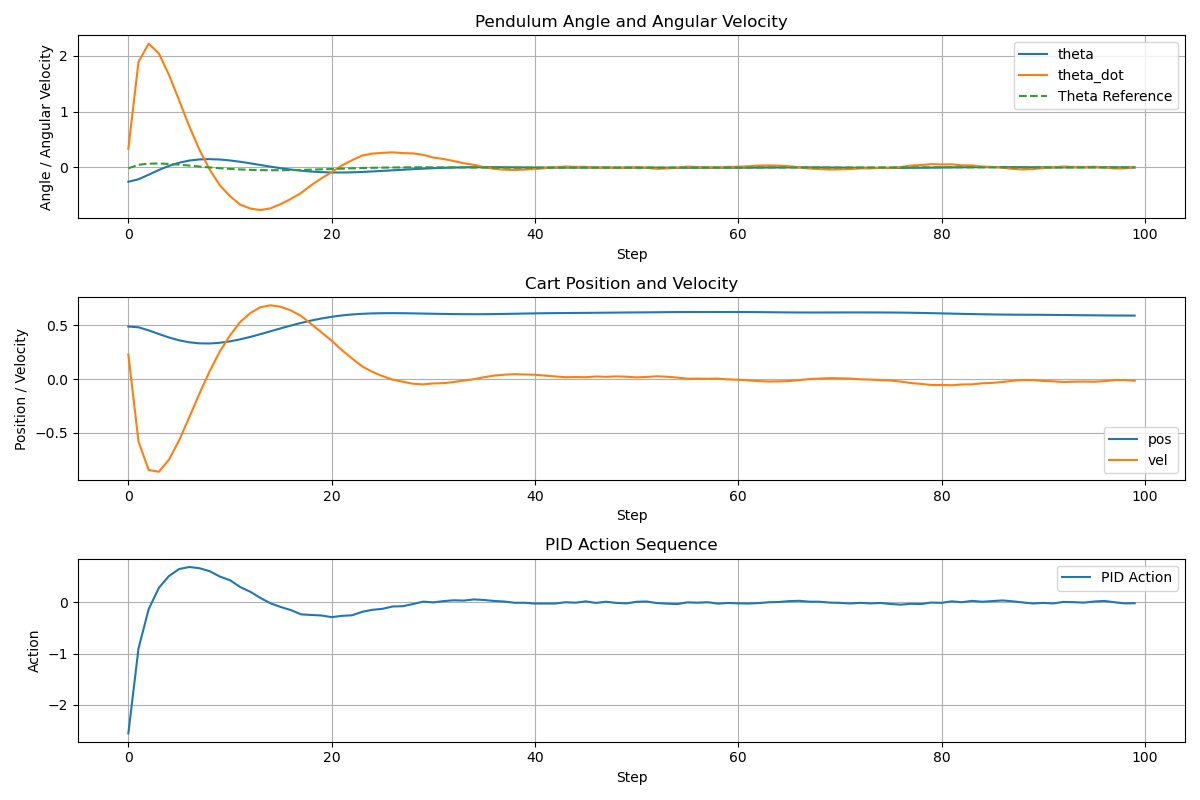 Pendulum Angle and Angular Velocity
Angle / Angular Velocity
2
1
0
theta
theta_dot
Theta Reference
0 20 40 60 80 100
Step
Cart Position and Velocity
Position / Velocity
0.5
0.0
−0.5
pos
vel
0 20 40 60 80 100
Step
PID Action Sequence
Action
0
−1
−2
PID Action
0 20 40 60 80 100
Step